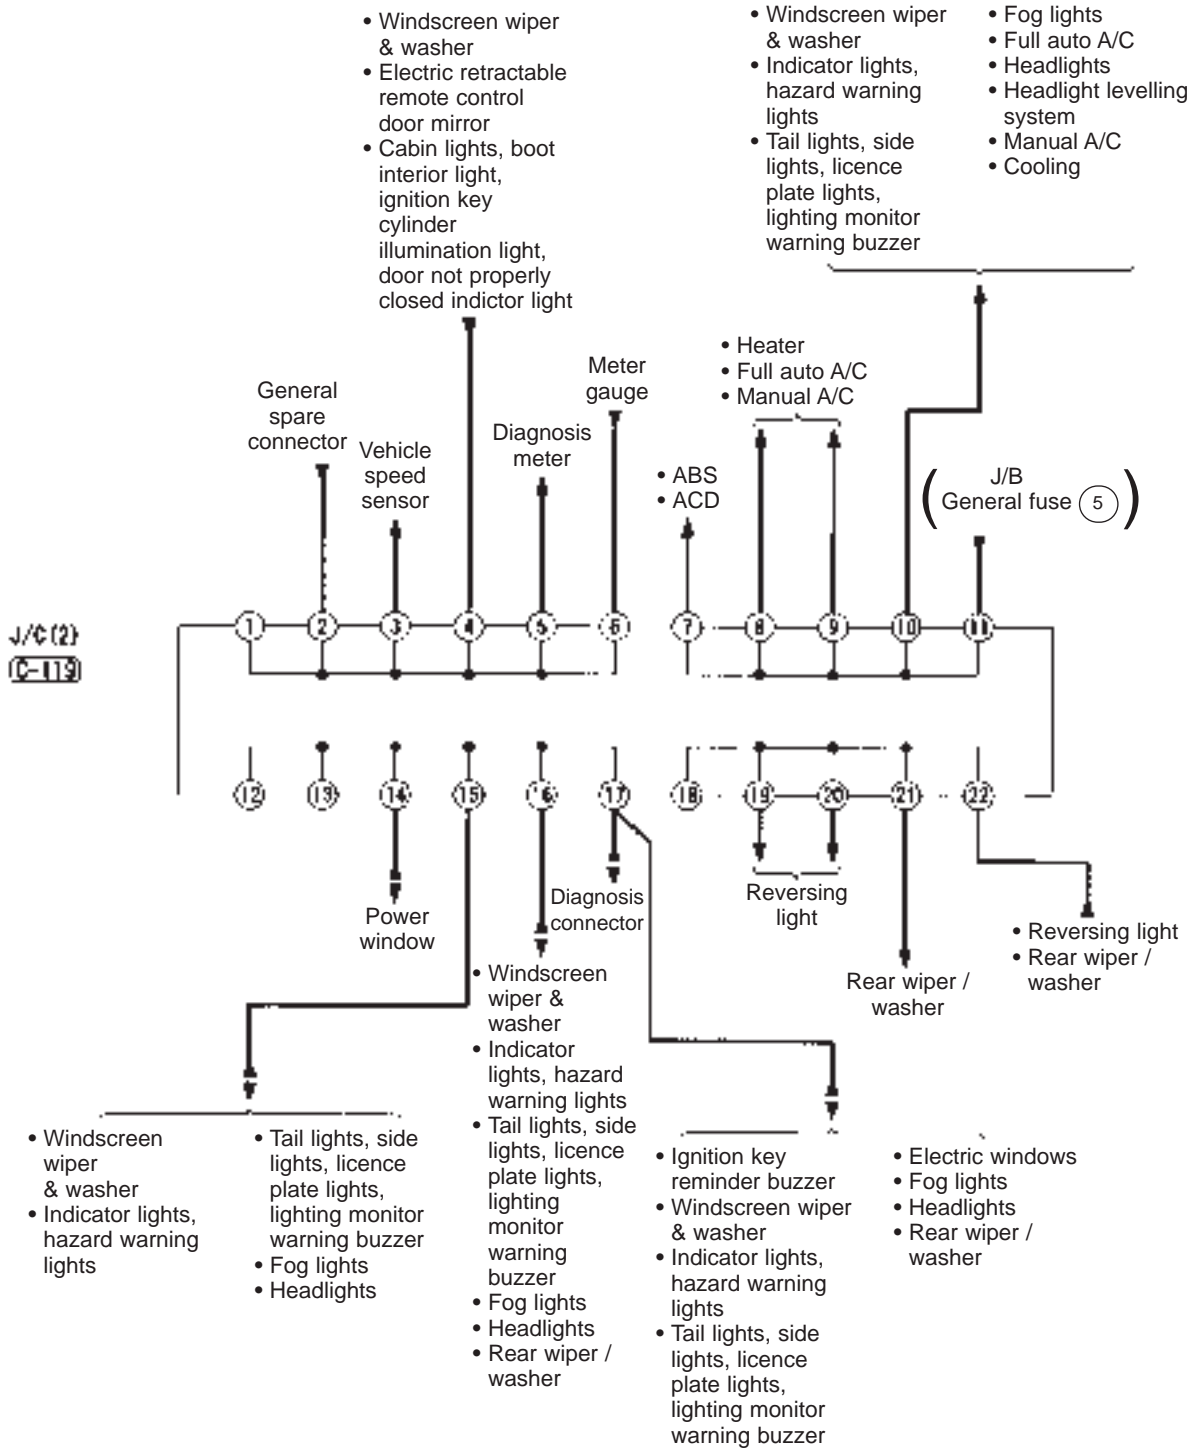 • Windscreen wiper
& washer
• Electric retractable
remote control
door mirror
• Cabin lights, boot
interior light,
ignition key
cylinder
illumination light,
door not properly
closed indictor light
• Windscreen wiper
& washer
• Indicator lights,
hazard warning
lights
• Tail lights, side
lights, licence
plate lights,
lighting monitor
warning buzzer
• Fog lights
• Full auto A/C
• Headlights
• Headlight levelling
system
• Manual A/C
• Cooling
General
spare
connector
Vehicle
speed
sensor
Diagnosis
meter
Meter
gauge
• ABS
• ACD
• Heater
• Full auto A/C
• Manual A/C
( J/B
General fuse 5 )
J/C (2)
C-119
1 2 3 4 5 6 7 8 9 10 11
12 13 14 15 16 17 18 19 20 21 22
Power
window
Diagnosis
connector
Reversing
light
Rear wiper /
washer
• Reversing light
• Rear wiper /
washer
• Windscreen
wiper
& washer
• Indicator lights,
hazard warning
lights
• Tail lights, side
lights, licence
plate lights,
lighting monitor
warning buzzer
• Fog lights
• Headlights
• Windscreen
wiper &
washer
• Indicator
lights, hazard
warning lights
• Tail lights, side
lights, licence
plate lights,
lighting
monitor
warning
buzzer
• Fog lights
• Headlights
• Rear wiper /
washer
• Ignition key
reminder buzzer
• Windscreen wiper
& washer
• Indicator lights,
hazard warning
lights
• Tail lights, side
lights, licence
plate lights,
lighting monitor
warning buzzer
• Electric windows
• Fog lights
• Headlights
• Rear wiper /
washer